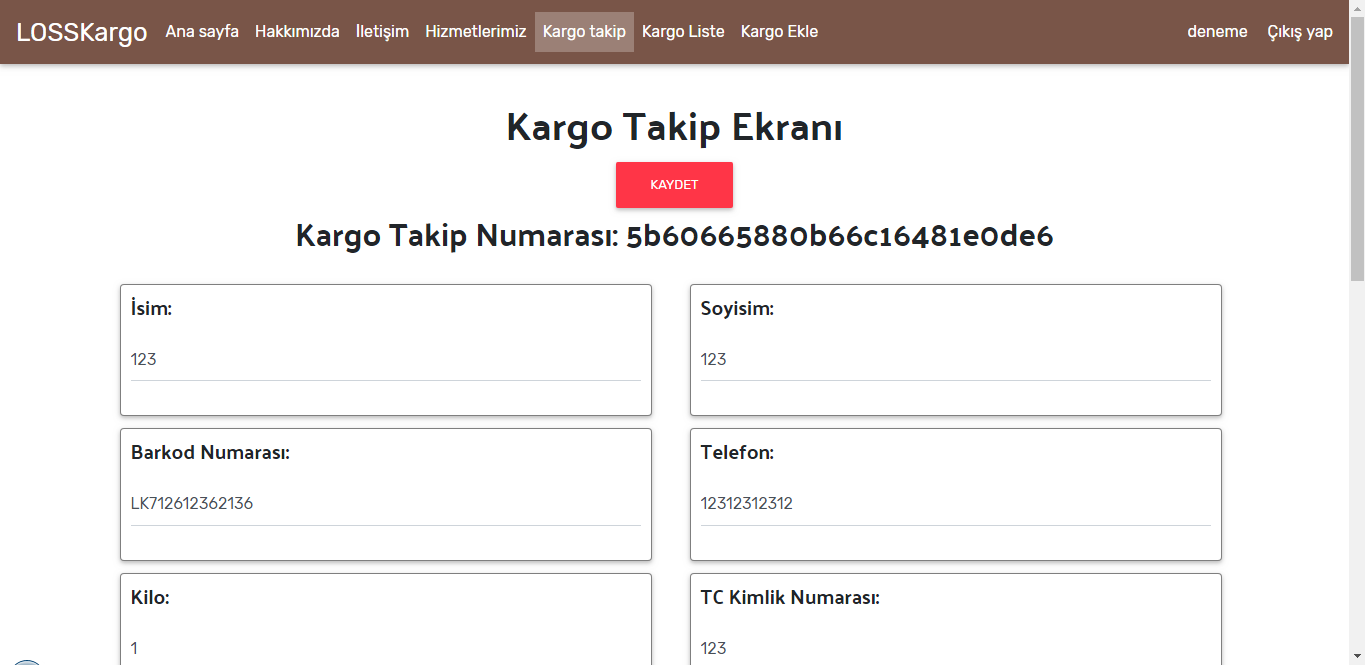 LOSSKargo Ana sayfa Hakkımızda İletişim Hizmetlerimiz Kargo takip Kargo Liste Kargo Ekle deneme Çıkış yap
Kargo Takip Ekranı
KAYDET
Kargo Takip Numarası: 5b60665880b66c16481e0de6
İsim:
123
Soyisim:
123
Barkod Numarası:
LK712612362136
Telefon:
12312312312
Kilo:
1
TC Kimlik Numarası:
123